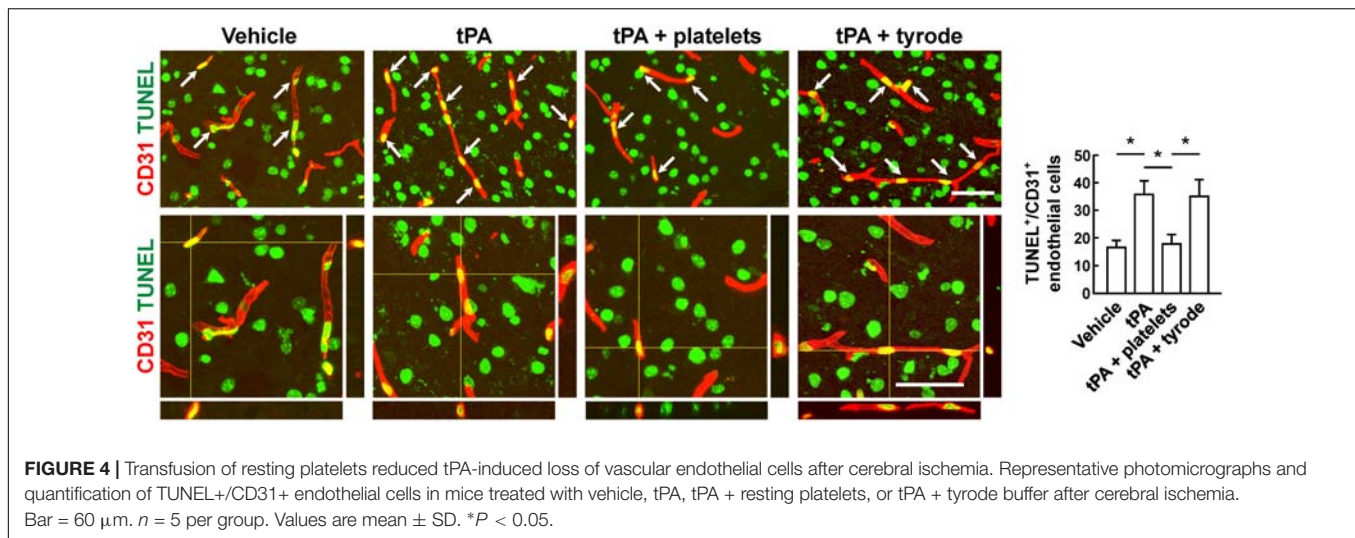 Vehicle
tPA
tPA + platelets
tPA + tyrode
CD31 TUNEL
CD31 TUNEL
* * *
TUNEL⁺/CD31⁺
endothelial cells
50
40
30
20
10
0
Vehicle
tPA
tPA + platelets
tPA + tyrode
FIGURE 4 | Transfusion of resting platelets reduced tPA-induced loss of vascular endothelial cells after cerebral ischemia. Representative photomicrographs and
quantification of TUNEL+/CD31+ endothelial cells in mice treated with vehicle, tPA, tPA + resting platelets, or tPA + tyrode buffer after cerebral ischemia.
Bar = 60 μm. n = 5 per group. Values are mean ± SD. *P < 0.05.